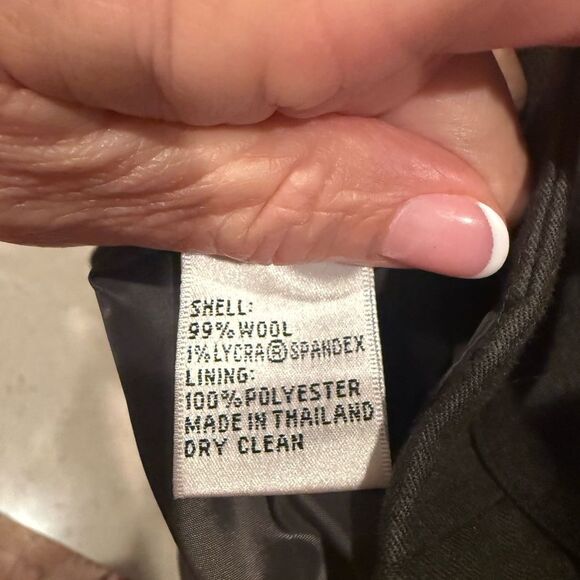 SHELL:
99% WOOL
1% LYCRA® SPANDEX
LINING:
100% POLYESTER
MADE IN THAILAND
DRY CLEAN